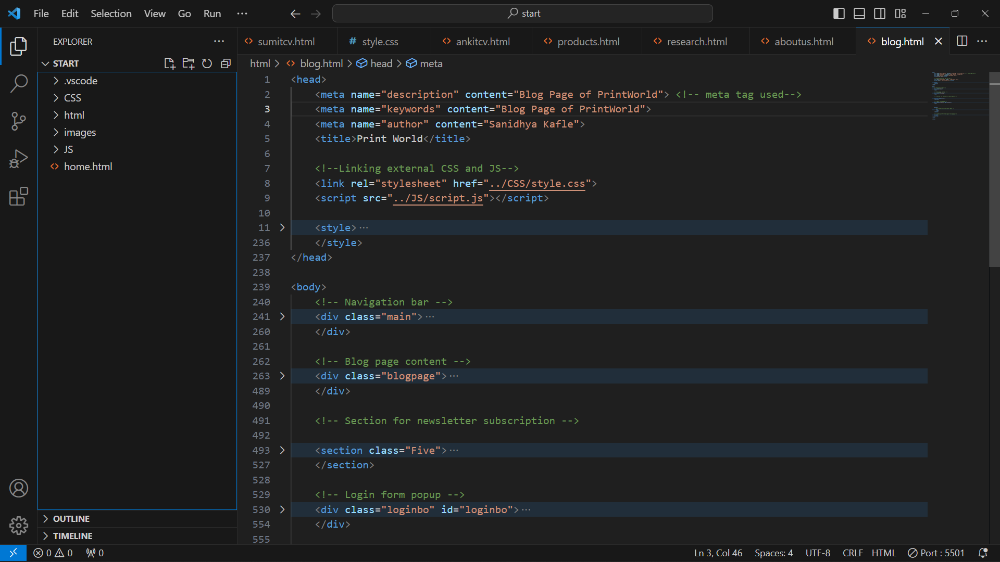 File Edit Selection View Go Run
start
EXPLORER
START
.vscode
CSS
html
images
JS
home.html
OUTLINE
TIMELINE
sumitcv.html # style.css ankitcv.html products.html research.html aboutus.html blog.html
html > blog.html > head > meta
1 <head>
2 <meta name="description" content="Blog Page of PrintWorld"> <!-- meta tag used-->
3 <meta name="keywords" content="Blog Page of PrintWorld">
4 <meta name="author" content="Sanidhya Kafle">
5 <title>Print World</title>
6
7 <!--Linking external CSS and JS-->
8 <link rel="stylesheet" href="../CSS/style.css">
9 <script src="../JS/script.js"></script>
10
11 <style>…
236 </style>
237 </head>
238
239 <body>
240 <!-- Navigation bar -->
241 <div class="main">…
260 </div>
261
262 <!-- Blog page content -->
263 <div class="blogpage">…
489 </div>
490
491 <!-- Section for newsletter subscription -->
492
493 <section class="Five">…
527 </section>
528
529 <!-- Login form popup -->
530 <div class="loginbo" id="loginbo">…
554 </div>
555
0 0 0 Ln 3, Col 46 Spaces: 4 UTF-8 CRLF HTML Port : 5501